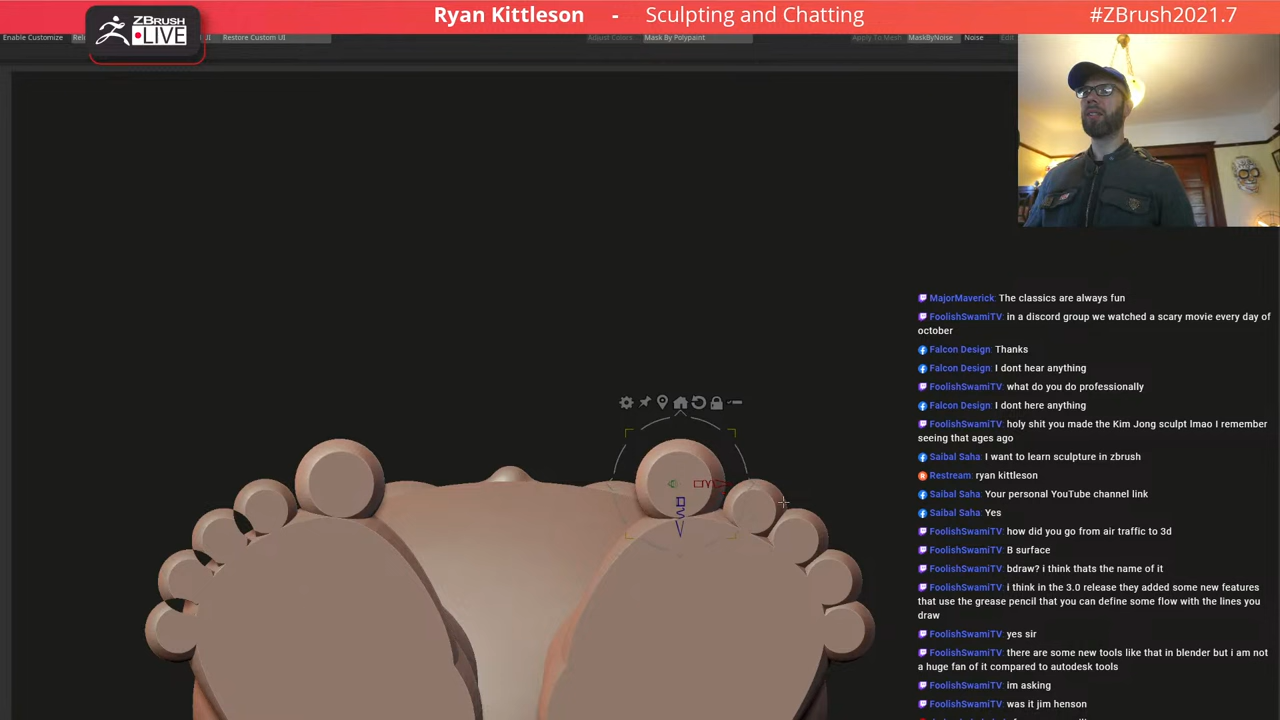 Ryan Kittleson - Sculpting and Chatting #ZBrush2021.7
ZBRUSH
LIVE
Enable Customize UI Restore Custom UI Adjust Colors Mask By Polypaint Apply To Mesh MaskByNoise Noise Edit
MajorMaverick: The classics are always fun
FoolishSwamiTV: in a discord group we watched a scary movie every day of
october
Falcon Design: Thanks
Falcon Design: I dont hear anything
FoolishSwamiTV: what do you do professionally
Falcon Design: I dont here anything
FoolishSwamiTV: holy shit you made the Kim Jong sculpt lmao I remember
seeing that ages ago
Saibal Saha: I want to learn sculpture in zbrush
Restream: ryan kittleson
Saibal Saha: Your personal YouTube channel link
Saibal Saha: Yes
FoolishSwamiTV: how did you go from air traffic to 3d
FoolishSwamiTV: B surface
FoolishSwamiTV: bdraw? i think thats the name of it
FoolishSwamiTV: i think in the 3.0 release they added some new features
that use the grease pencil that you can define some flow with the lines you
draw
FoolishSwamiTV: yes sir
FoolishSwamiTV: there are some new tools like that in blender but i am not
a huge fan of it compared to autodesk tools
FoolishSwamiTV: im asking
FoolishSwamiTV: was it jim henson